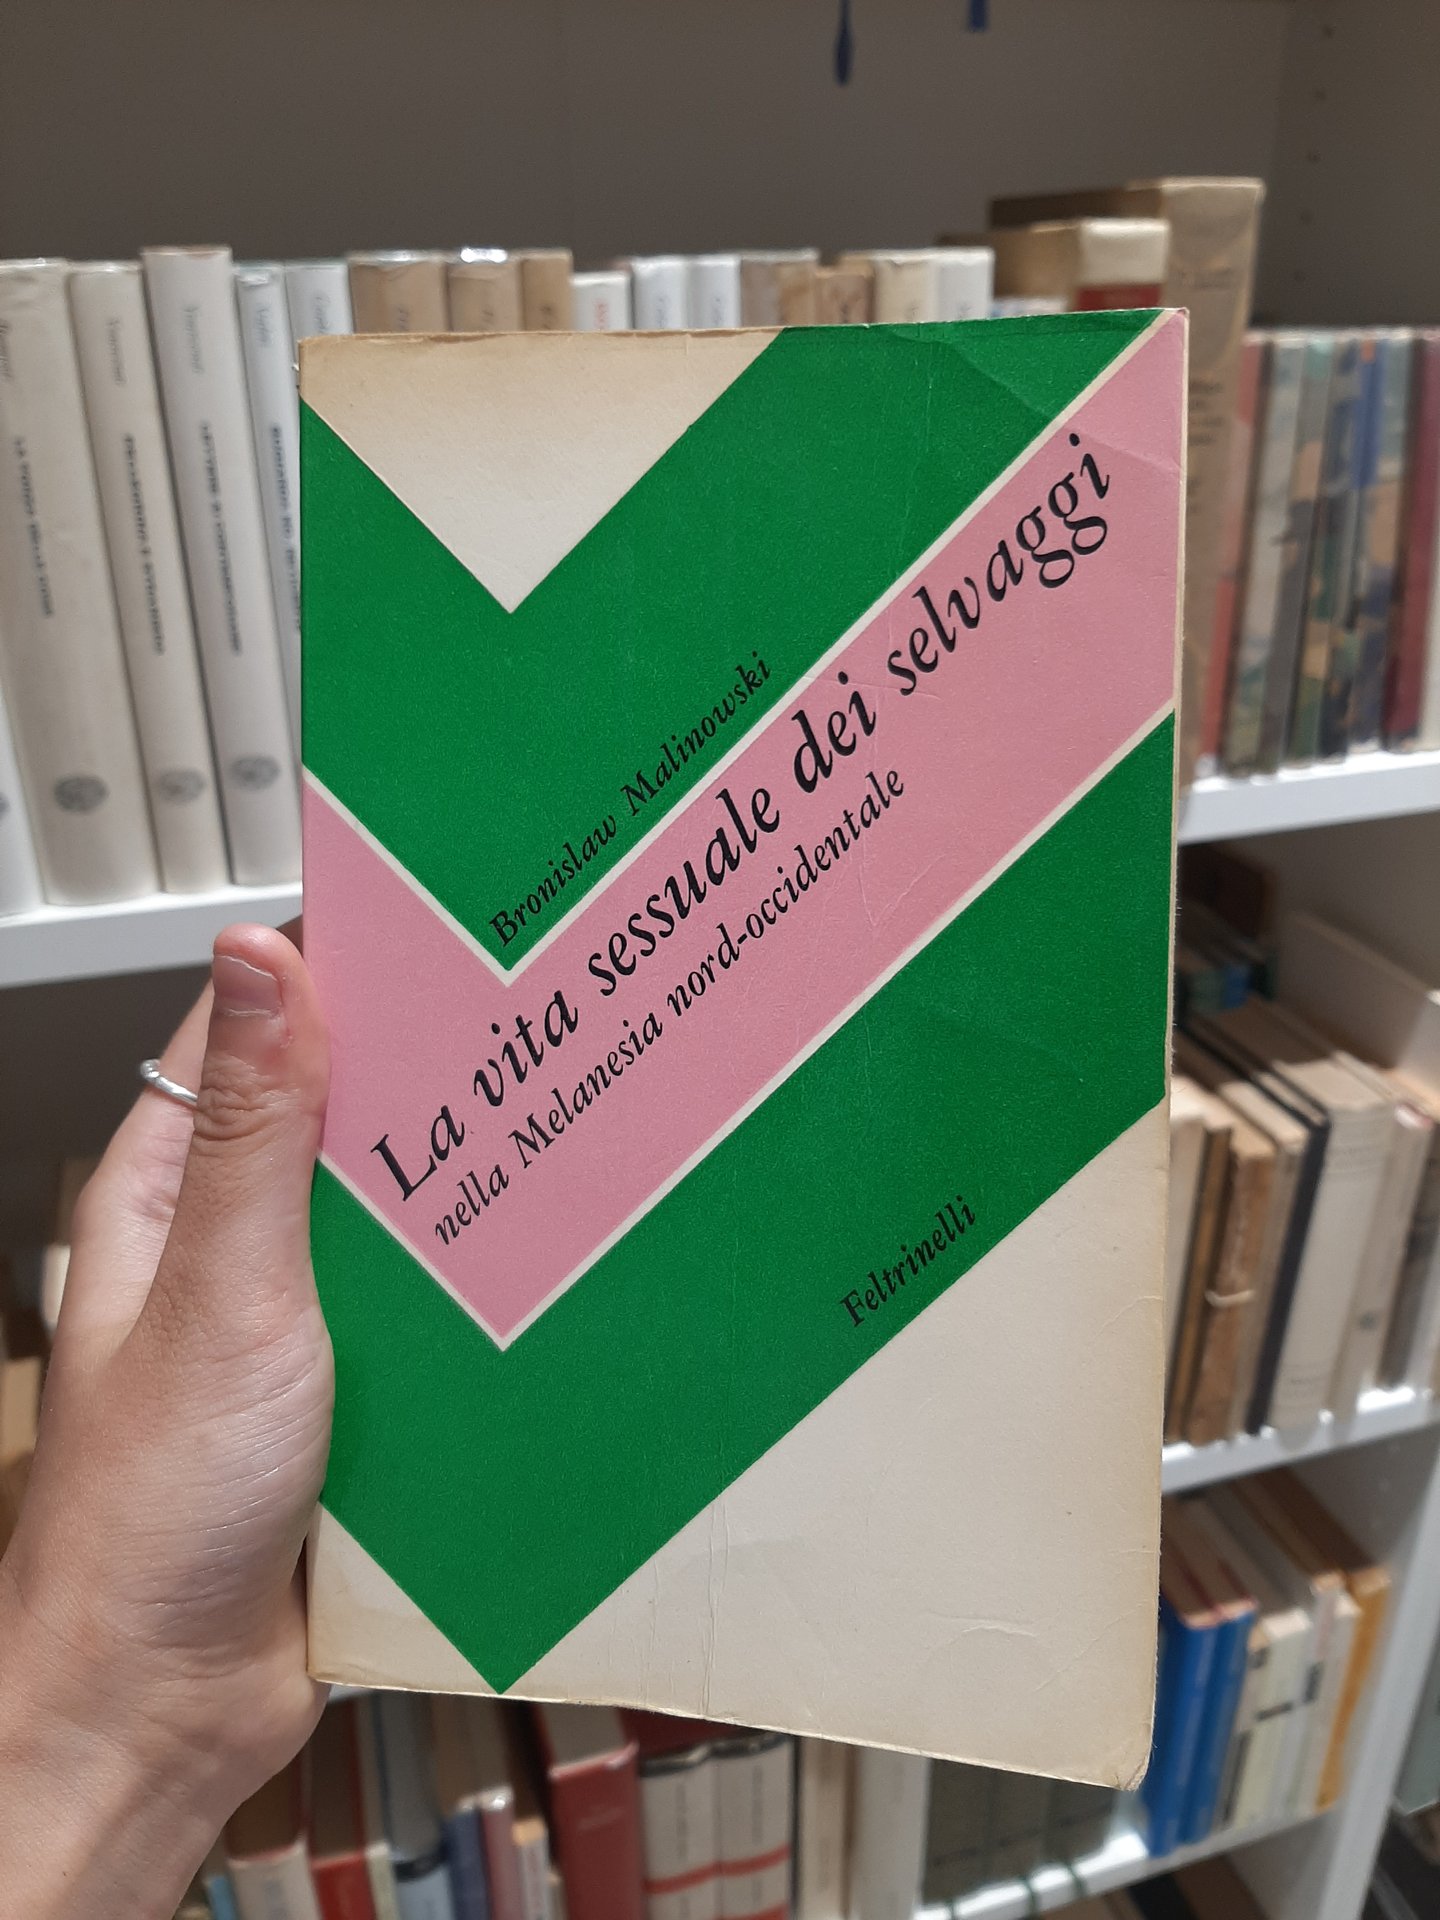 Bronislaw Malinowski
La vita sessuale dei selvaggi
nella Melanesia nord-occidentale
Feltrinelli